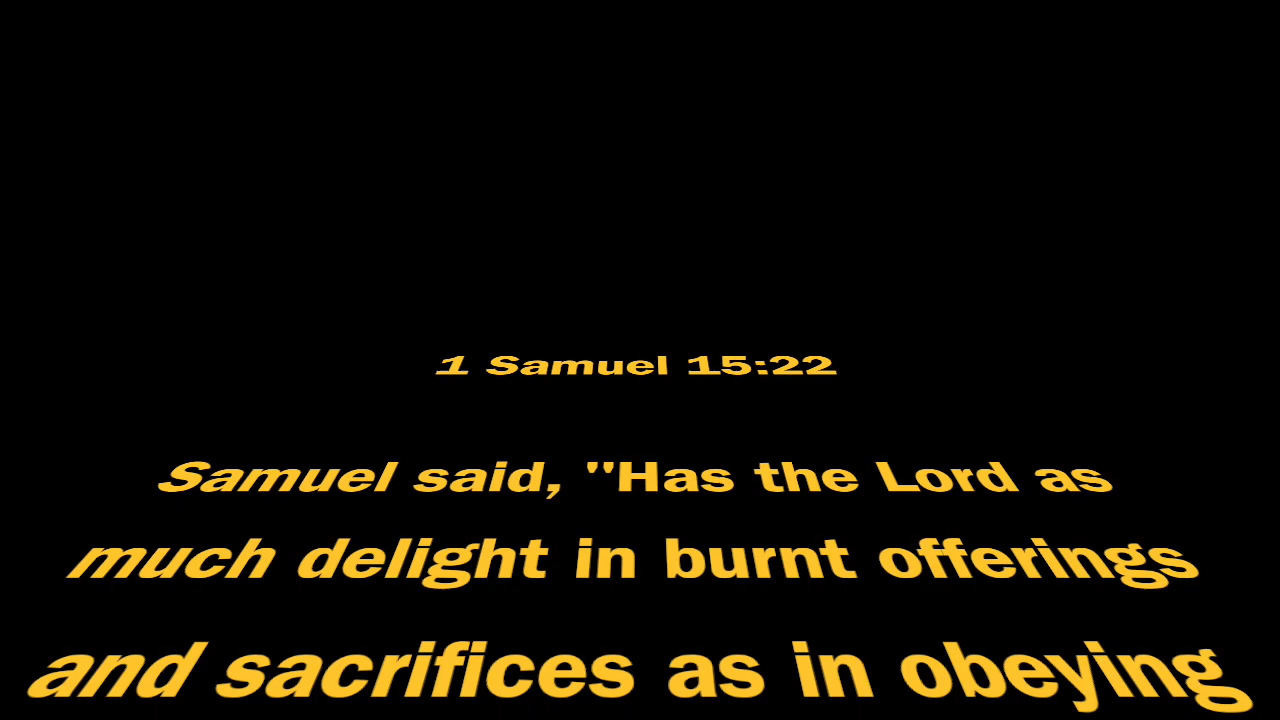 1 Samuel 15:22
Samuel said, "Has the Lord as
much delight in burnt offerings
and sacrifices as in obeying